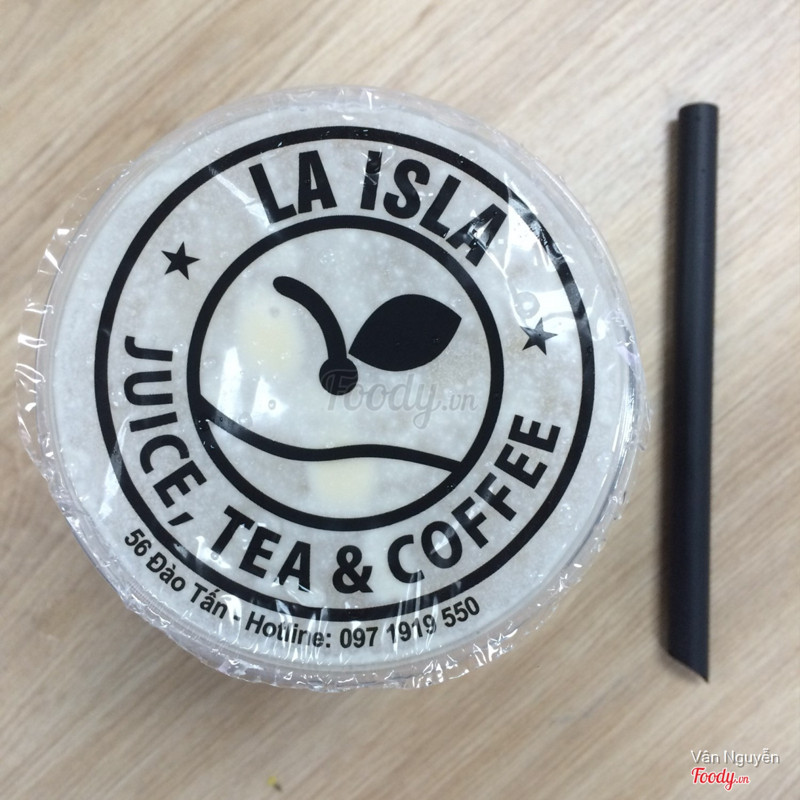 LA ISLA
JUICE, TEA & COFFEE
56 Đào Tấn - Hotline: 097 1919 550
Foody.vn
Vân Nguyễn
Foody.vn